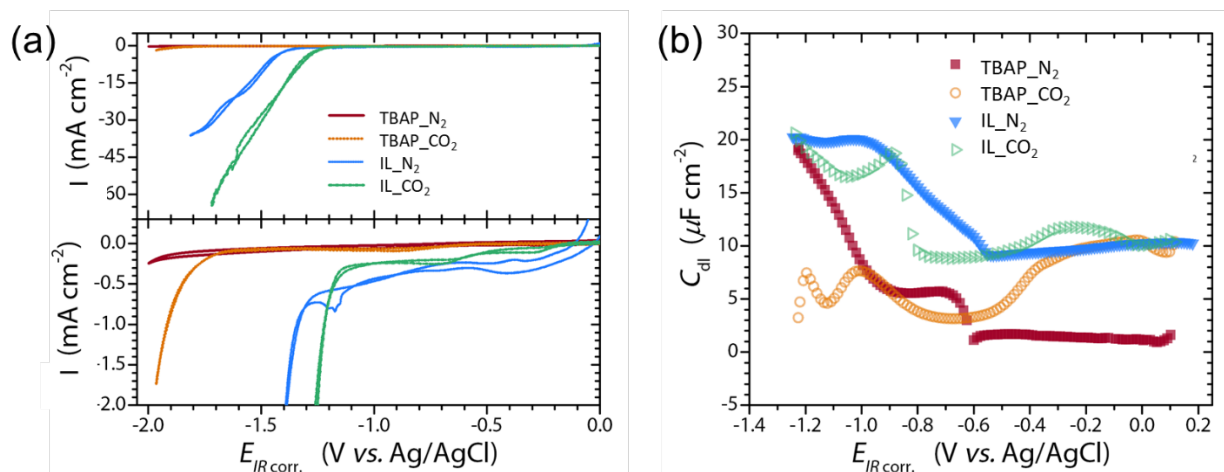 (a)
0
-15
-30
-45
50
I (mA cm⁻²)
TBAP_N₂
TBAP_CO₂
IL_N₂
IL_CO₂
0.0
-0.5
-1.0
-1.5
-2.0
I (mA cm⁻²)
-2.0 -1.5 -1.0 -0.5 0.0
E_IR corr. (V vs. Ag/AgCl)
(b)
30
25
20
15
10
5
0
-5
C_dl (μF cm⁻²)
TBAP_N₂
TBAP_CO₂
IL_N₂
IL_CO₂
₂
-1.4 -1.2 -1.0 -0.8 -0.6 -0.4 -0.2 0.0 0.2
E_IR corr. (V vs. Ag/AgCl)